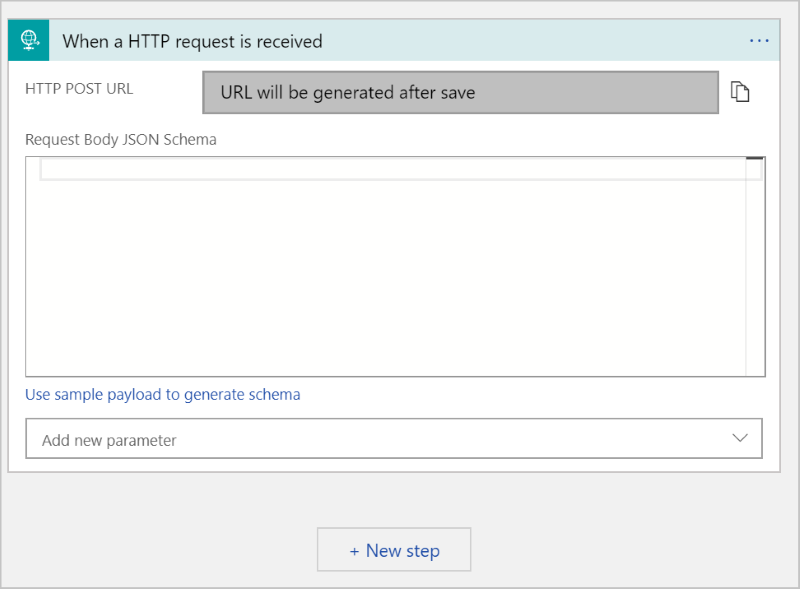 When a HTTP request is received
...
HTTP POST URL
URL will be generated after save
Request Body JSON Schema
Use sample payload to generate schema
Add new parameter
+ New step